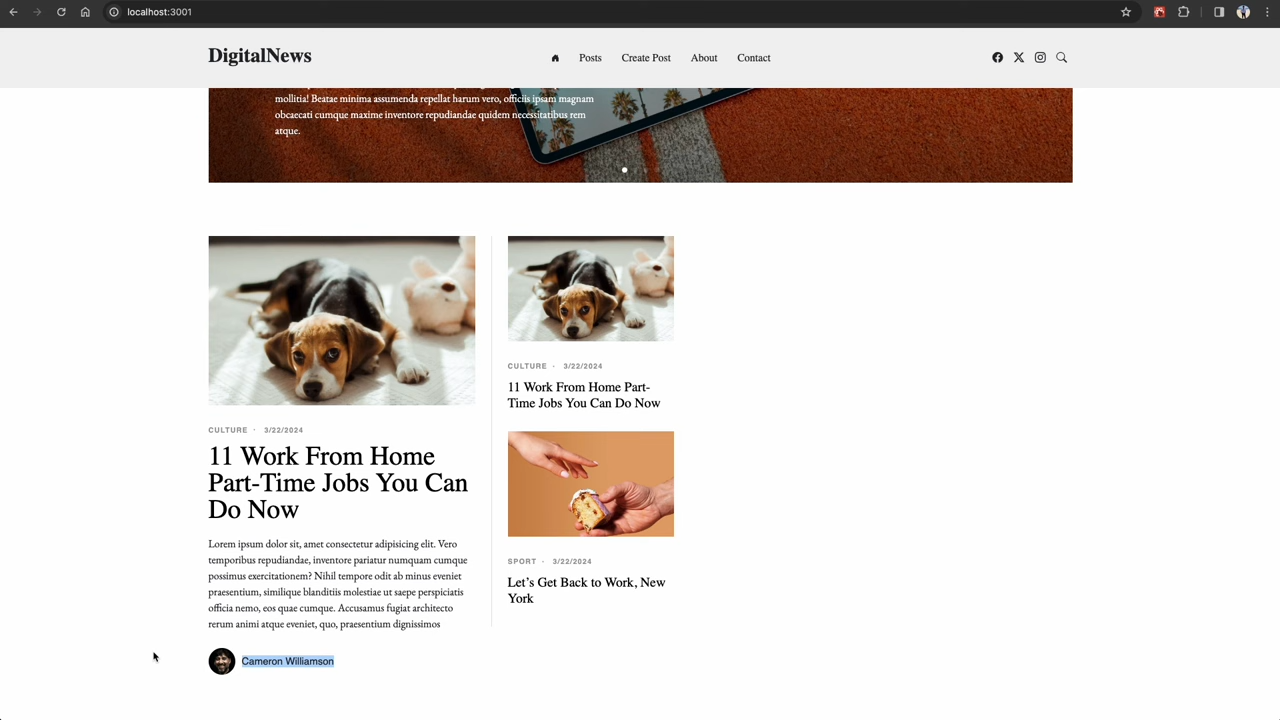 localhost:3001
DigitalNews
Posts
Create Post
About
Contact
mollitia! Beatae minima assumenda repellat harum vero, officiis ipsam magnam
obcaecati cumque maxime inventore repudiandae quidem necessitatibus rem
atque.
CULTURE • 3/22/2024
11 Work From Home
Part-Time Jobs You Can
Do Now
Lorem ipsum dolor sit, amet consectetur adipisicing elit. Vero
temporibus repudiandae, inventore pariatur numquam cumque
possimus exercitationem? Nihil tempore odit ab minus eveniet
praesentium, similique blanditiis molestiae ut saepe perspiciatis
officia nemo, eos quae cumque. Accusamus fugiat architecto
rerum animi atque eveniet, quo, praesentium dignissimos
Cameron Williamson
CULTURE • 3/22/2024
11 Work From Home Part-
Time Jobs You Can Do Now
SPORT • 3/22/2024
Let’s Get Back to Work, New
York